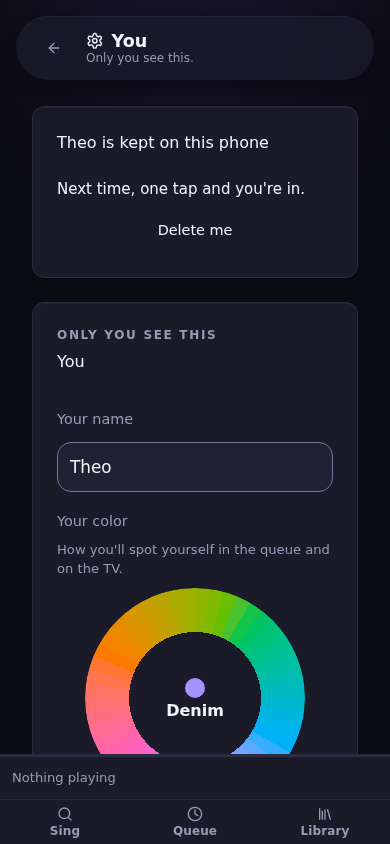 You
Only you see this.
Theo is kept on this phone
Next time, one tap and you're in.
Delete me
ONLY YOU SEE THIS
You
Your name
Theo
Your color
How you'll spot yourself in the queue and
on the TV.
Denim
Nothing playing
Sing
Queue
Library